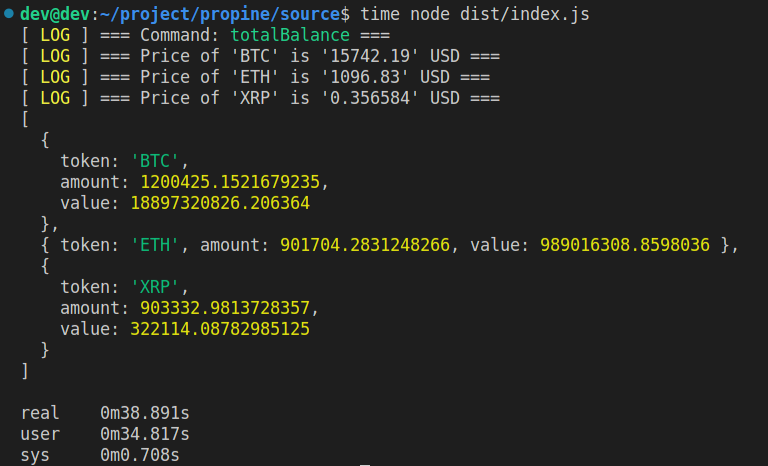 dev@dev:~/project/propine/source$ time node dist/index.js
[ LOG ] === Command: totalBalance ===
[ LOG ] === Price of 'BTC' is '15742.19' USD ===
[ LOG ] === Price of 'ETH' is '1096.83' USD ===
[ LOG ] === Price of 'XRP' is '0.356584' USD ===
[
  {
    token: 'BTC',
    amount: 1200425.1521679235,
    value: 18897320826.206364
  },
  { token: 'ETH', amount: 901704.2831248266, value: 989016308.8598036 },
  {
    token: 'XRP',
    amount: 903332.9813728357,
    value: 322114.08782985125
  }
]

real    0m38.891s
user    0m34.817s
sys     0m0.708s